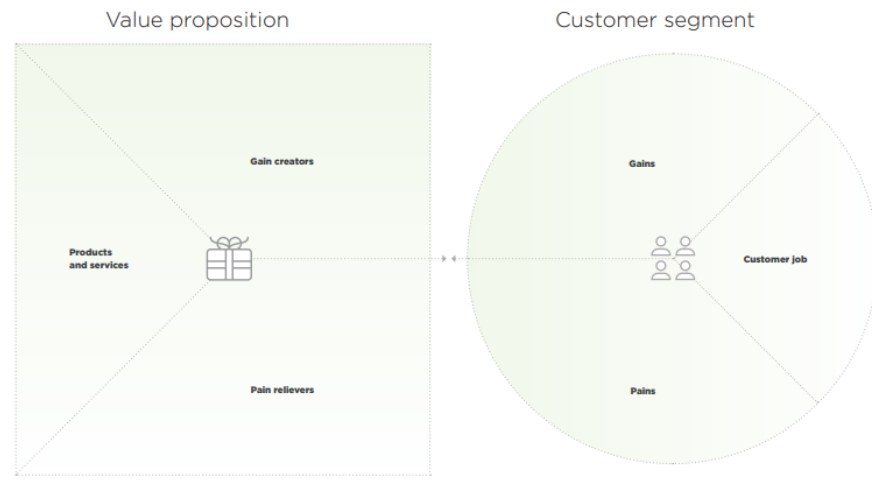 Value proposition
Customer segment
Gain creators
Gains
Products
and services
Customer job
Pain relievers
Pains